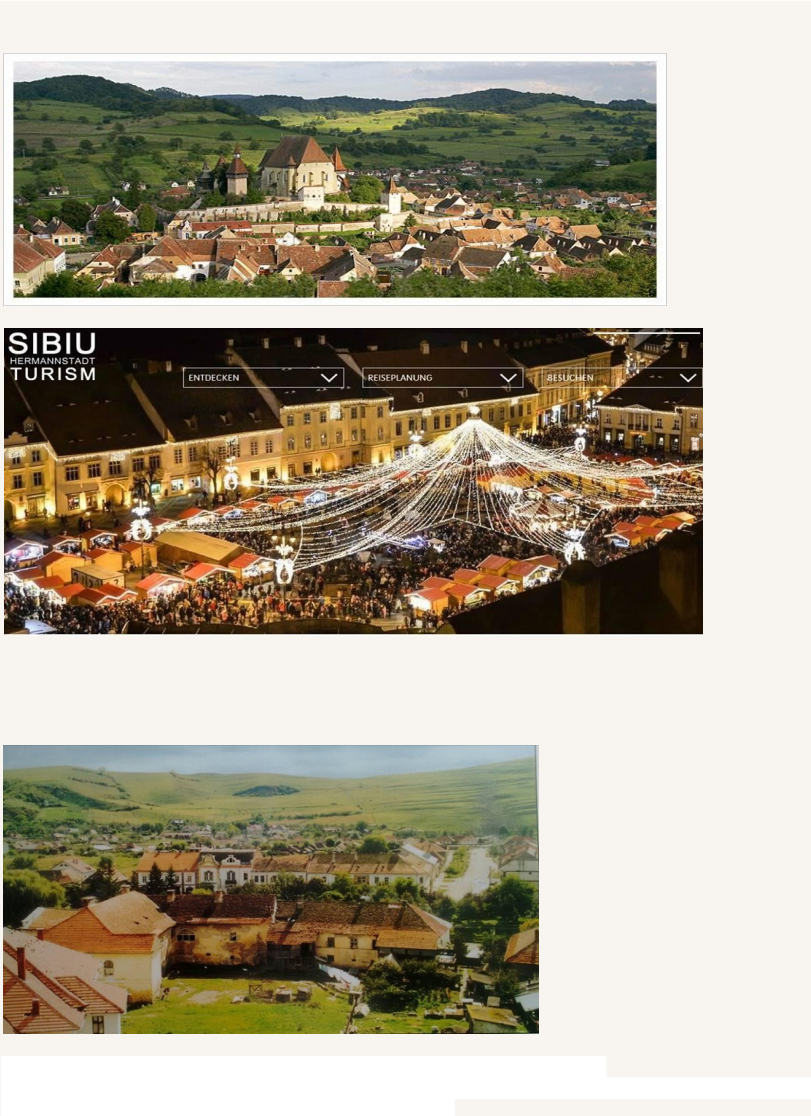 SIBIU
HERMANNSTADT
TURISM
ENTDECKEN
REISEPLANUNG
BESUCHEN